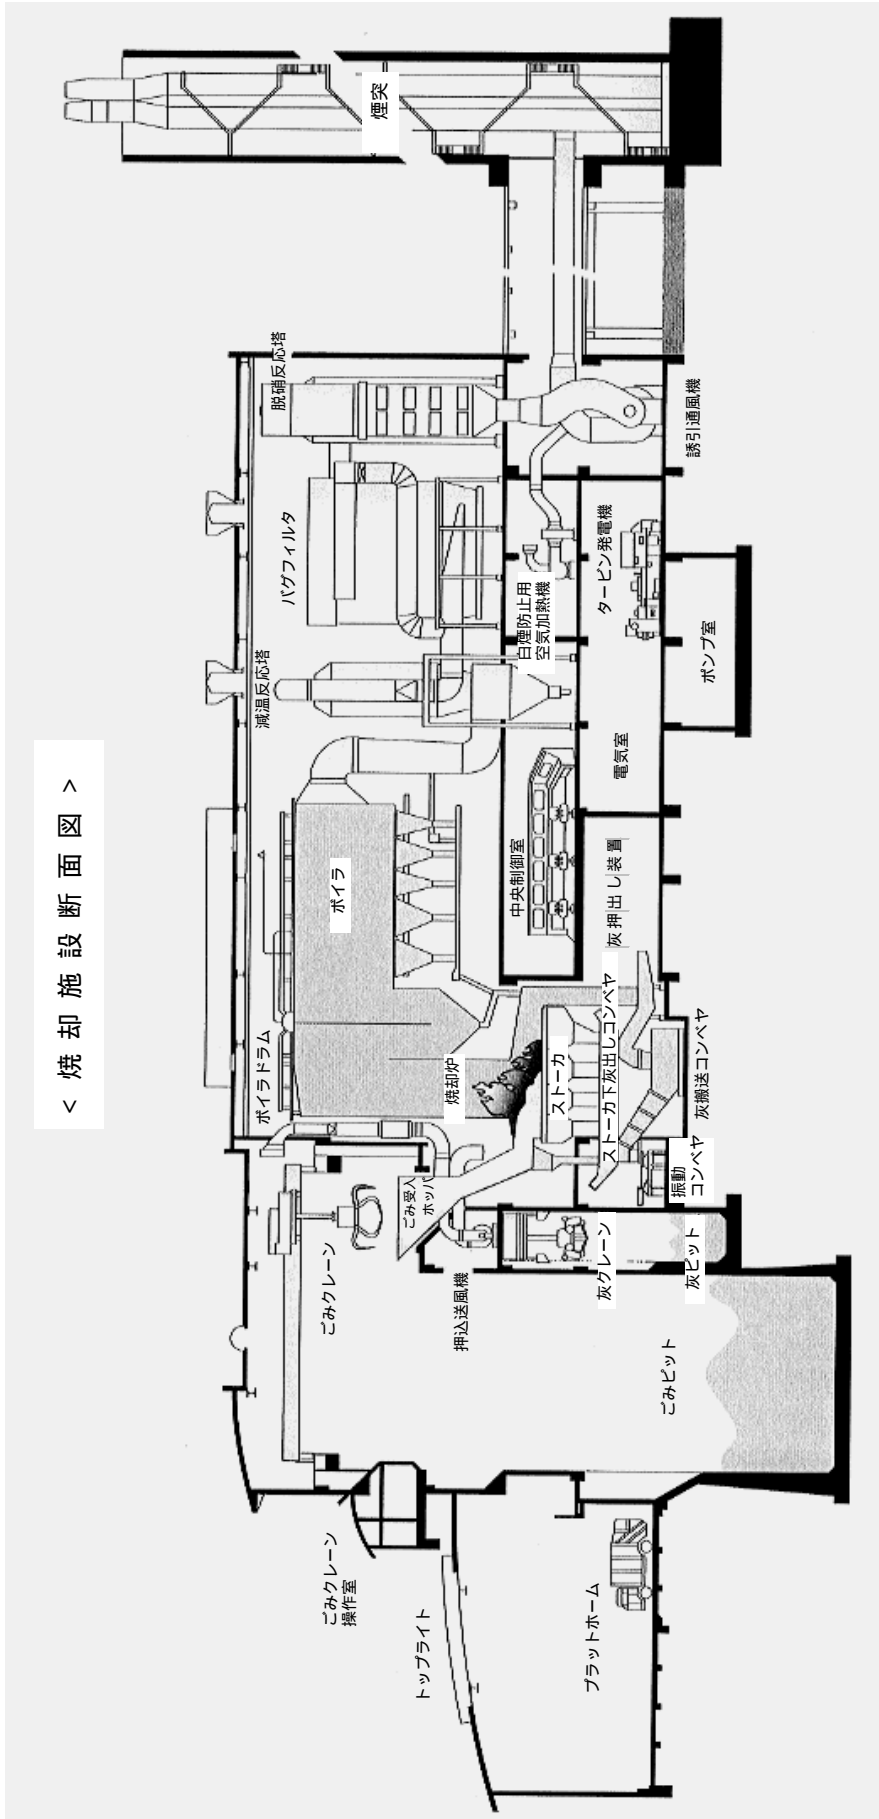 ＜ 焼 却 施 設 断 面 図 ＞
煙突
脱硝反応塔
バグフィルタ
減温反応塔
誘引通風機
タービン発電機
白煙防止用
空気加熱機
ポンプ室
電気室
中央制御室
ボイラ
ボイラドラム
灰押出し装置
焼却炉
ストーカ
ストーカ下灰出しコンベヤ
灰搬送コンベヤ
振動
コンベヤ
ごみ受入
ホッパ
ごみクレーン
押込送風機
灰クレーン
灰ピット
ごみピット
ごみクレーン
操作室
トップライト
プラットホーム